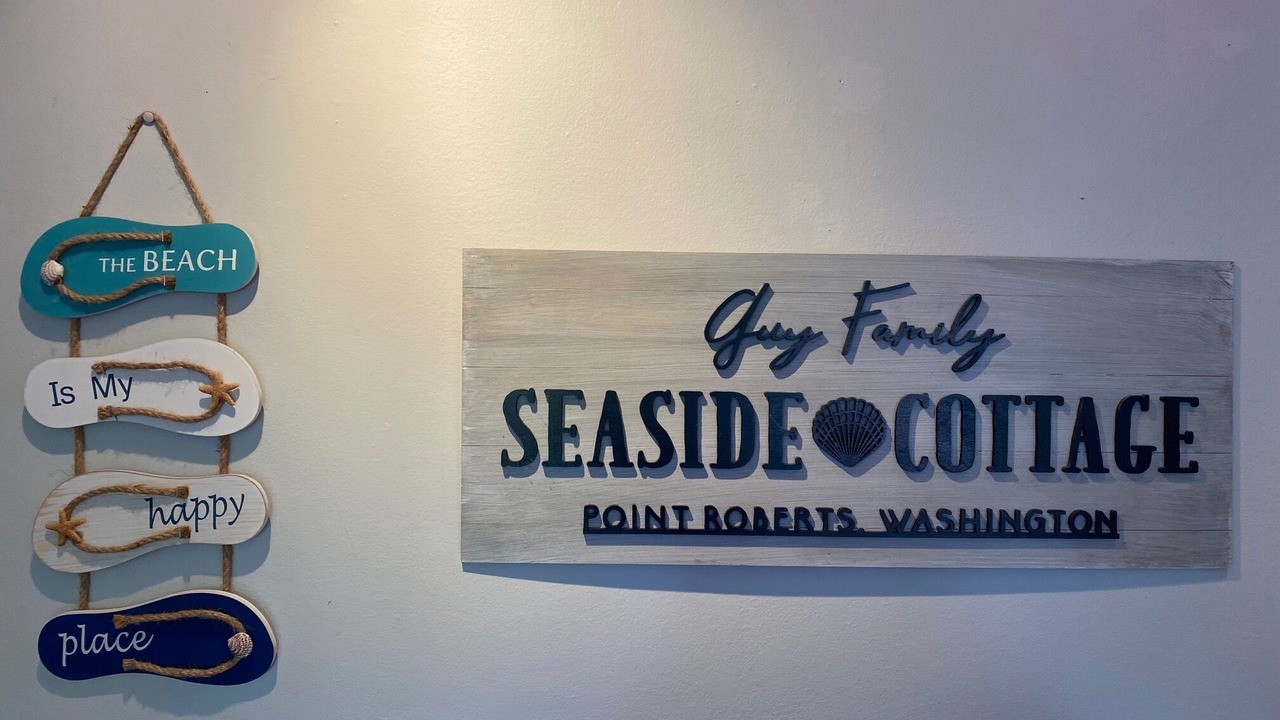 THE BEACH
Is My
happy
place
Guy Family
SEASIDE COTTAGE
POINT ROBERTS, WASHINGTON